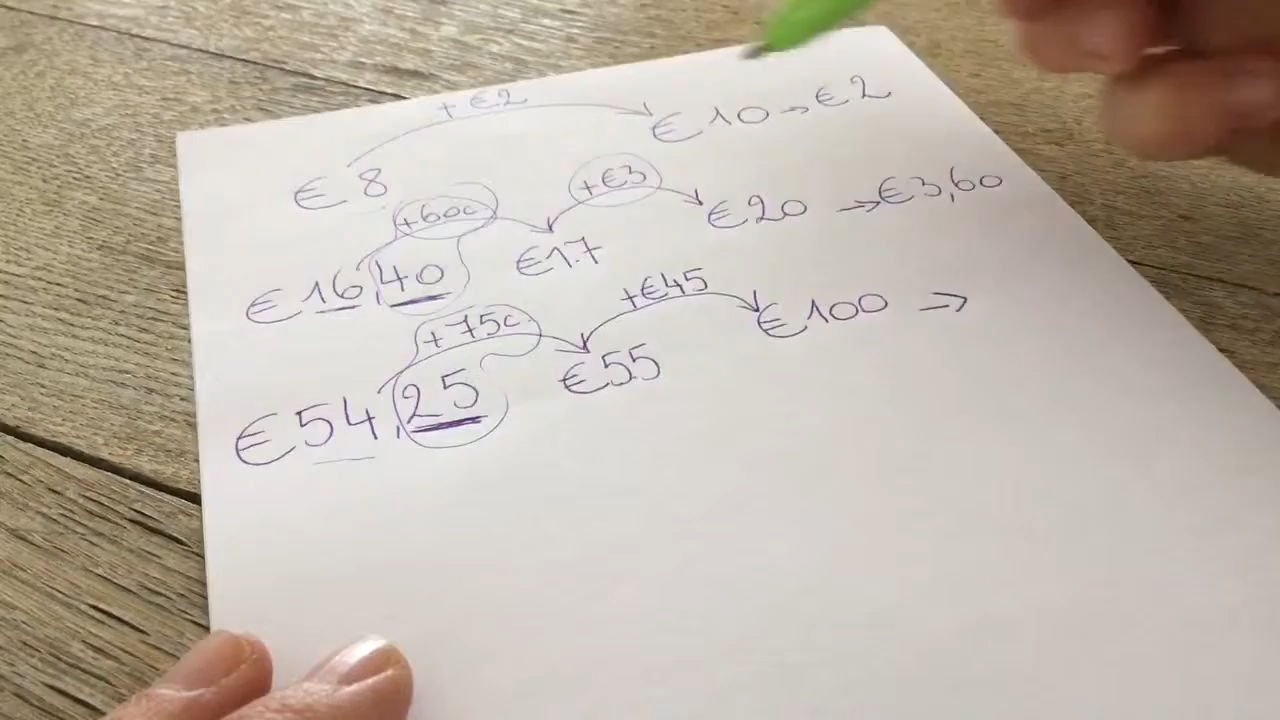 +€2
€8 €10→€2
+60c +€3
€16,40 €17 €20 →€3,60
+75c +€45
€54,25 €55 €100 →